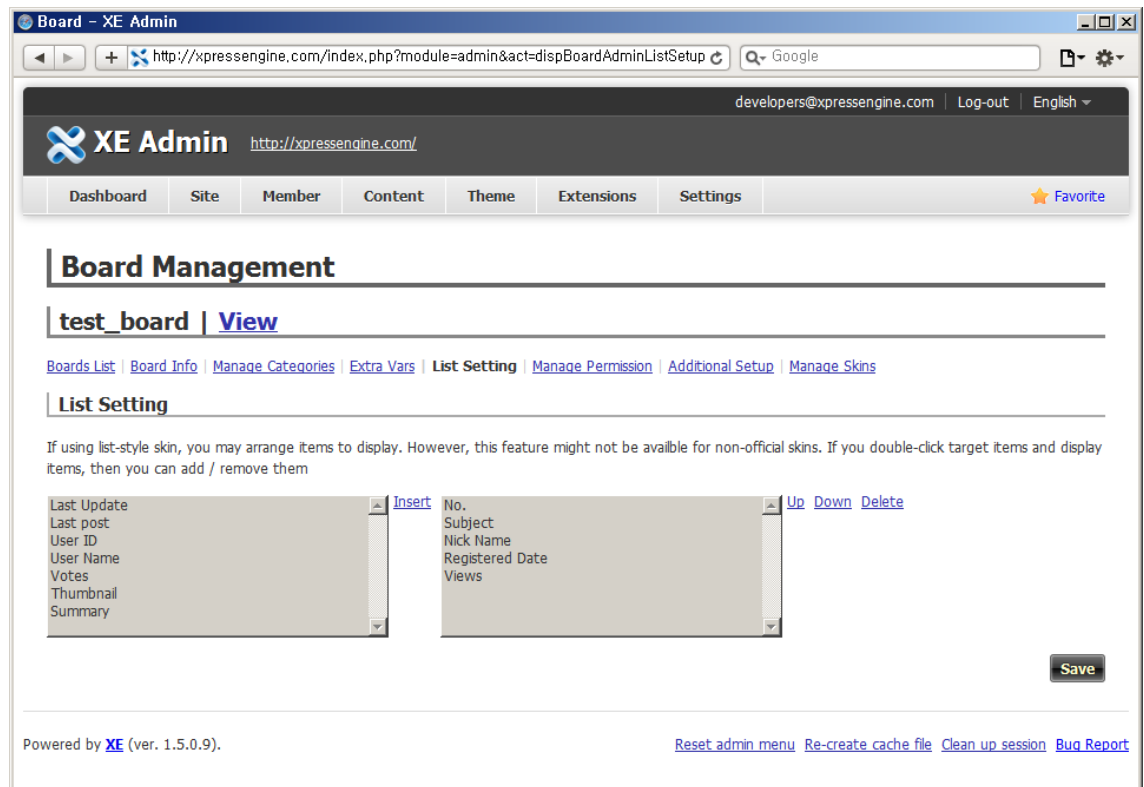 Board - XE Admin
http://xpressengine.com/index.php?module=admin&act=dispBoardAdminListSetup
Google
developers@xpressengine.com | Log-out | English
XE Admin http://xpressengine.com/
Dashboard Site Member Content Theme Extensions Settings Favorite
Board Management
test_board | View
Boards List | Board Info | Manage Categories | Extra Vars | List Setting | Manage Permission | Additional Setup | Manage Skins
List Setting
If using list-style skin, you may arrange items to display. However, this feature might not be availble for non-official skins. If you double-click target items and display
items, then you can add / remove them
Last Update
Last post
User ID
User Name
Votes
Thumbnail
Summary
Insert
No.
Subject
Nick Name
Registered Date
Views
Up Down Delete
Save
Powered by XE (ver. 1.5.0.9).
Reset admin menu Re-create cache file Clean up session Bug Report